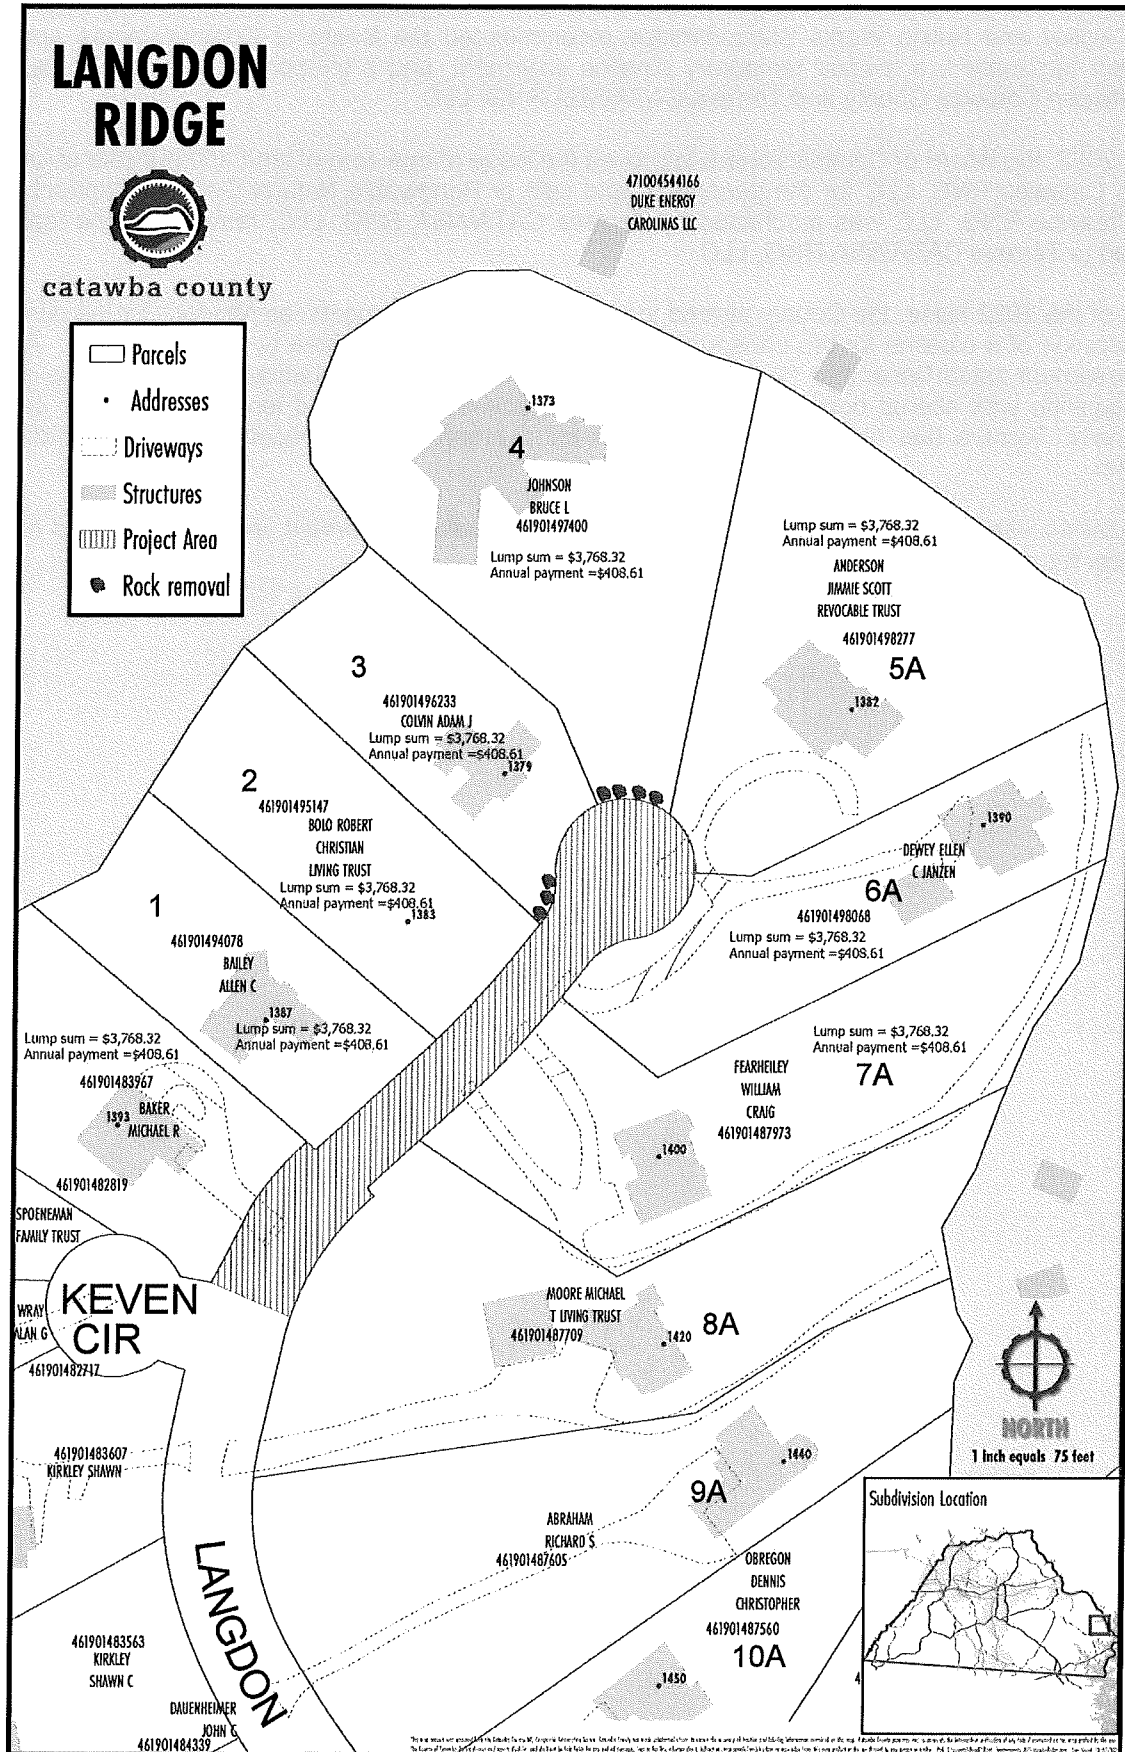 LANGDON
RIDGE
catawba county
Parcels
Addresses
Driveways
Structures
Project Area
Rock removal
471004544166
DUKE ENERGY
CAROLINAS LLC
1373
4
JOHNSON
BRUCE L
461901497400
Lump sum = $3,768.32
Annual payment =$408.61
Lump sum = $3,768.32
Annual payment =$408.61
ANDERSON
JIMMIE SCOTT
REVOCABLE TRUST
461901498277
5A
1382
3
461901496233
COLVIN ADAM J
Lump sum = $3,768.32
Annual payment =$408.61
1379
2
461901495147
BOLO ROBERT
CHRISTIAN
LIVING TRUST
Lump sum = $3,768.32
Annual payment =$408.61
1383
1390
DEWEY ELLEN
C JANZEN
6A
461901498068
Lump sum = $3,768.32
Annual payment =$408.61
1
461901494078
BAILEY
ALLEN C
1387
Lump sum = $3,768.32
Annual payment =$408.61
Lump sum = $3,768.32
Annual payment =$408.61
461901483967
BAKER
1393
MICHAEL R
Lump sum = $3,768.32
Annual payment =$408.61
7A
FEARHEILEY
WILLIAM
CRAIG
461901487973
1400
461901482819
SPOENEMAN
FAMILY TRUST
KEVEN
CIR
WRAY
ALAN G
461901482717
MOORE MICHAEL
T LIVING TRUST
461901487709
1420
8A
NORTH
1 inch equals 75 feet
461901483607
KIRKLEY SHAWN
1440
9A
ABRAHAM
RICHARD S
461901487605
OBREGON
DENNIS
CHRISTOPHER
461901487560
10A
1450
Subdivision Location
LANGDON
461901483563
KIRKLEY
SHAWN C
DAUENHEIMER
JOHN G
461901484339
4